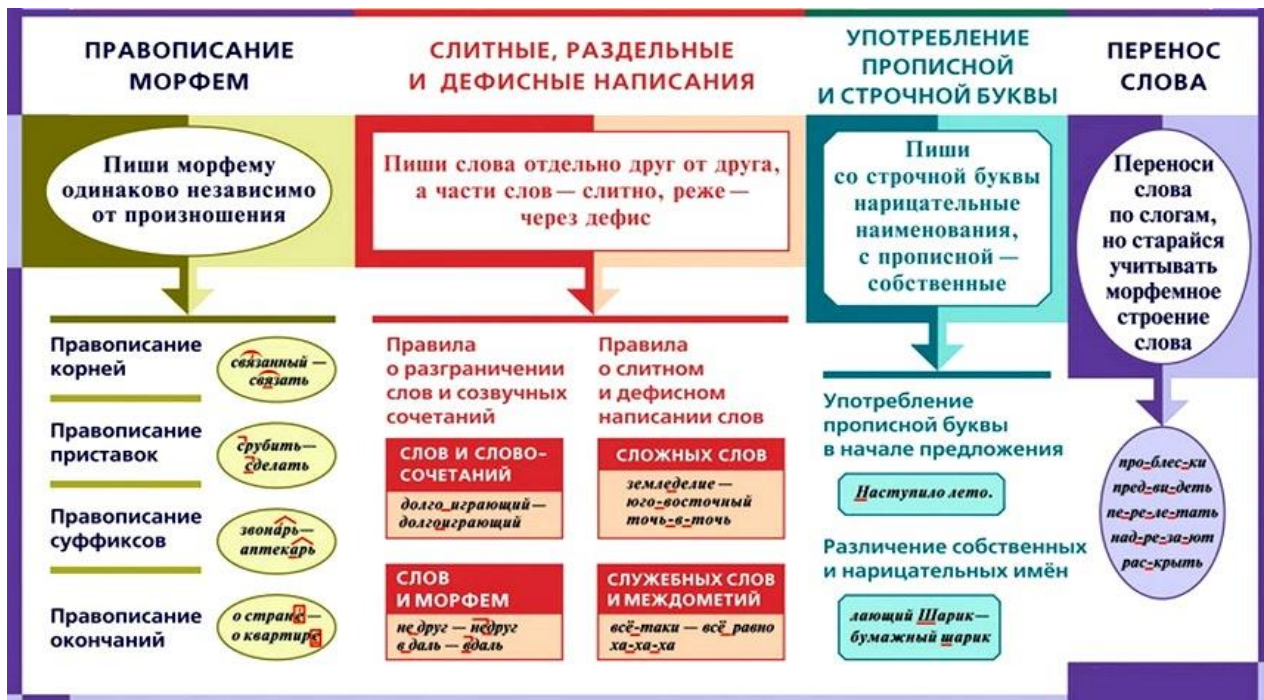 ПРАВОПИСАНИЕ
МОРФЕМ
Пиши морфему
одинаково независимо
от произношения
Правописание
корней
связанный —
связать
Правописание
приставок
срубить—
сделать
Правописание
суффиксов
звонарь—
аптекарь
Правописание
окончаний
о стране —
о квартире
СЛИТНЫЕ, РАЗДЕЛЬНЫЕ
И ДЕФИСНЫЕ НАПИСАНИЯ
Пиши слова отдельно друг от друга,
а части слов — слитно, реже —
через дефис
Правила
о разграничении
слов и созвучных
сочетаний
СЛОВ И СЛОВО-
СОЧЕТАНИЙ
долго играющий—
долгоиграющий
СЛОВ
И МОРФЕМ
не друг — недруг
в даль — вдаль
Правила
о слитном
и дефисном
написании слов
СЛОЖНЫХ СЛОВ
земледелие —
юго-восточный
точь-в-точь
СЛУЖЕБНЫХ СЛОВ
И МЕЖДОМЕТИЙ
всё-таки — всё равно
ха-ха-ха
УПОТРЕБЛЕНИЕ
ПРОПИСНОЙ
И СТРОЧНОЙ БУКВЫ
Пиши
со строчной буквы
нарицательные
наименования,
с прописной —
собственные
Употребление
прописной буквы
в начале предложения
Наступило лето.
Различение собственных
и нарицательных имён
лающий Шарик—
бумажный шарик
ПЕРЕНОС
СЛОВА
Переноси
слова
по слогам,
но старайся
учитывать
морфемное
строение
слова
про-блес-ки
пред-ви-деть
пе-ре-ле-тать
над-ре-за-ют
рас-крыть